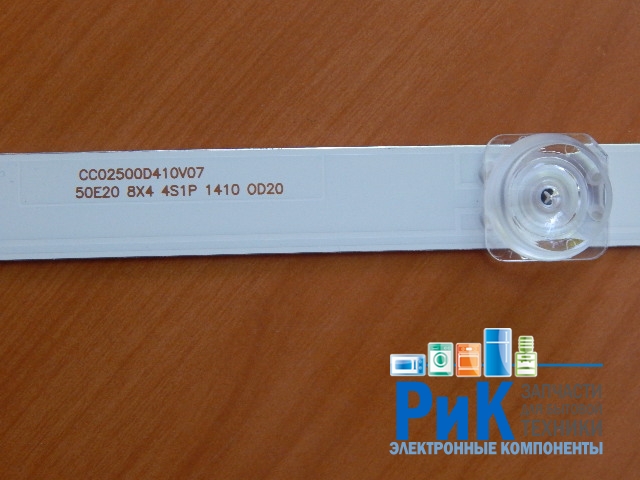 CC02500D410V07
50E20 8X4 4S1P 1410 OD20
РиК
ЗАПЧАСТИ
ТЕХНИКИ
ЭЛЕКТРОННЫЕ КОМПОНЕНТЫ